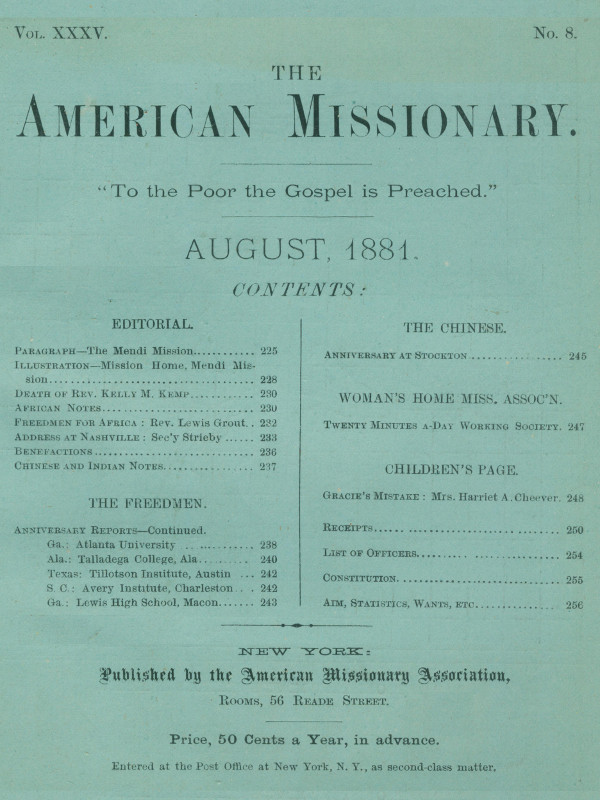 VOL. XXXV.
No. 8.
THE
AMERICAN MISSIONARY.
"To the Poor the Gospel is Preached."
AUGUST, 1881.
CONTENTS:
EDITORIAL.
PARAGRAPH—The Mendi Mission............ 225
ILLUSTRATION—Mission Home, Mendi Mis-
sion........................................ 228
DEATH OF REV. KELLY M. KEMP............ 230
AFRICAN NOTES.............................. 230
FREEDMEN FOR AFRICA: Rev. Lewis Grout.. 232
ADDRESS AT NASHVILLE: Sec'y Strieby ...... 233
BENEFACTIONS............................... 236
CHINESE AND INDIAN NOTES................. 237
THE FREEDMEN.
ANNIVERSARY REPORTS—Continued.
Ga.: Atlanta University .. .......... 238
Ala.: Talladega College, Ala.......... 240
Texas: Tillotson Institute, Austin ... 242
S C.: Avery Institute, Charleston.. . 242
Ga.: Lewis High School, Macon....... 243
THE CHINESE.
ANNIVERSARY AT STOCKTON................. 245
WOMAN'S HOME MISS. ASSOC'N.
TWENTY MINUTES A-DAY WORKING SOCIETY. 247
CHILDREN'S PAGE.
GRACIE'S MISTAKE: Mrs. Harriet A. Cheever. 248
RECEIPTS.................................... 250
LIST OF OFFICERS.......... ................. 254
CONSTITUTION............................... 255
AIM, STATISTICS, WANTS, ETC............... 256
NEW YORK:
Published by the American Missionary Association,
ROOMS, 56 READE STREET.
Price, 50 Cents a Year, in advance.
Entered at the Post Office at New York, N. Y., as second-class matter.